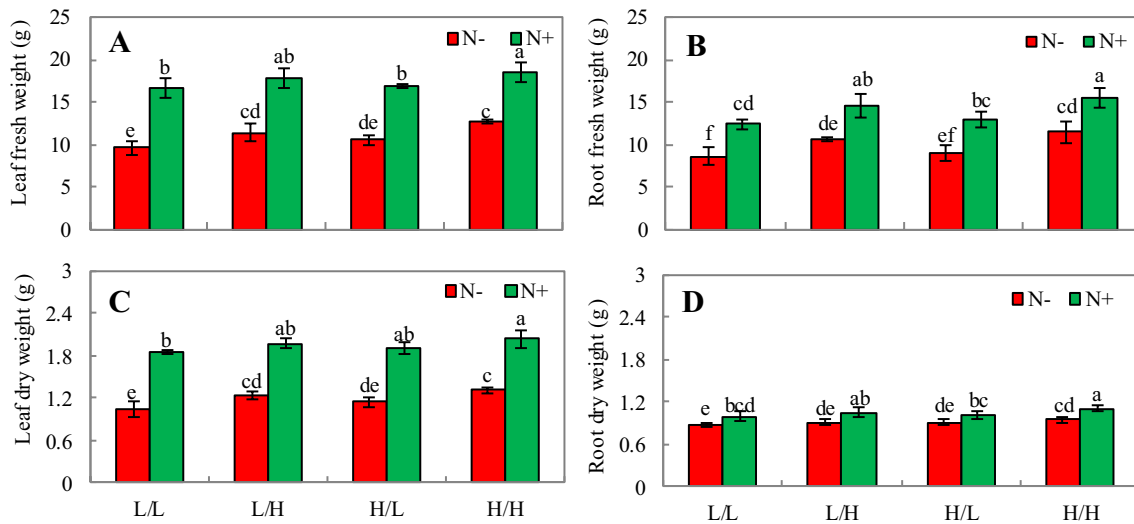 Leaf fresh weight (g)
25
20
15
10
5
0
A
N- N+
e b cd ab de b c a
Root fresh weight (g)
25
20
15
10
5
0
B
N- N+
f cd de ab ef bc cd a
Leaf dry weight (g)
3
2.4
1.8
1.2
0.6
0
C
N- N+
e b cd ab de ab c a
L/L L/H H/L H/H
Root dry weight (g)
3
2.4
1.8
1.2
0.6
0
D
N- N+
e bcd de ab de bc cd a
L/L L/H H/L H/H